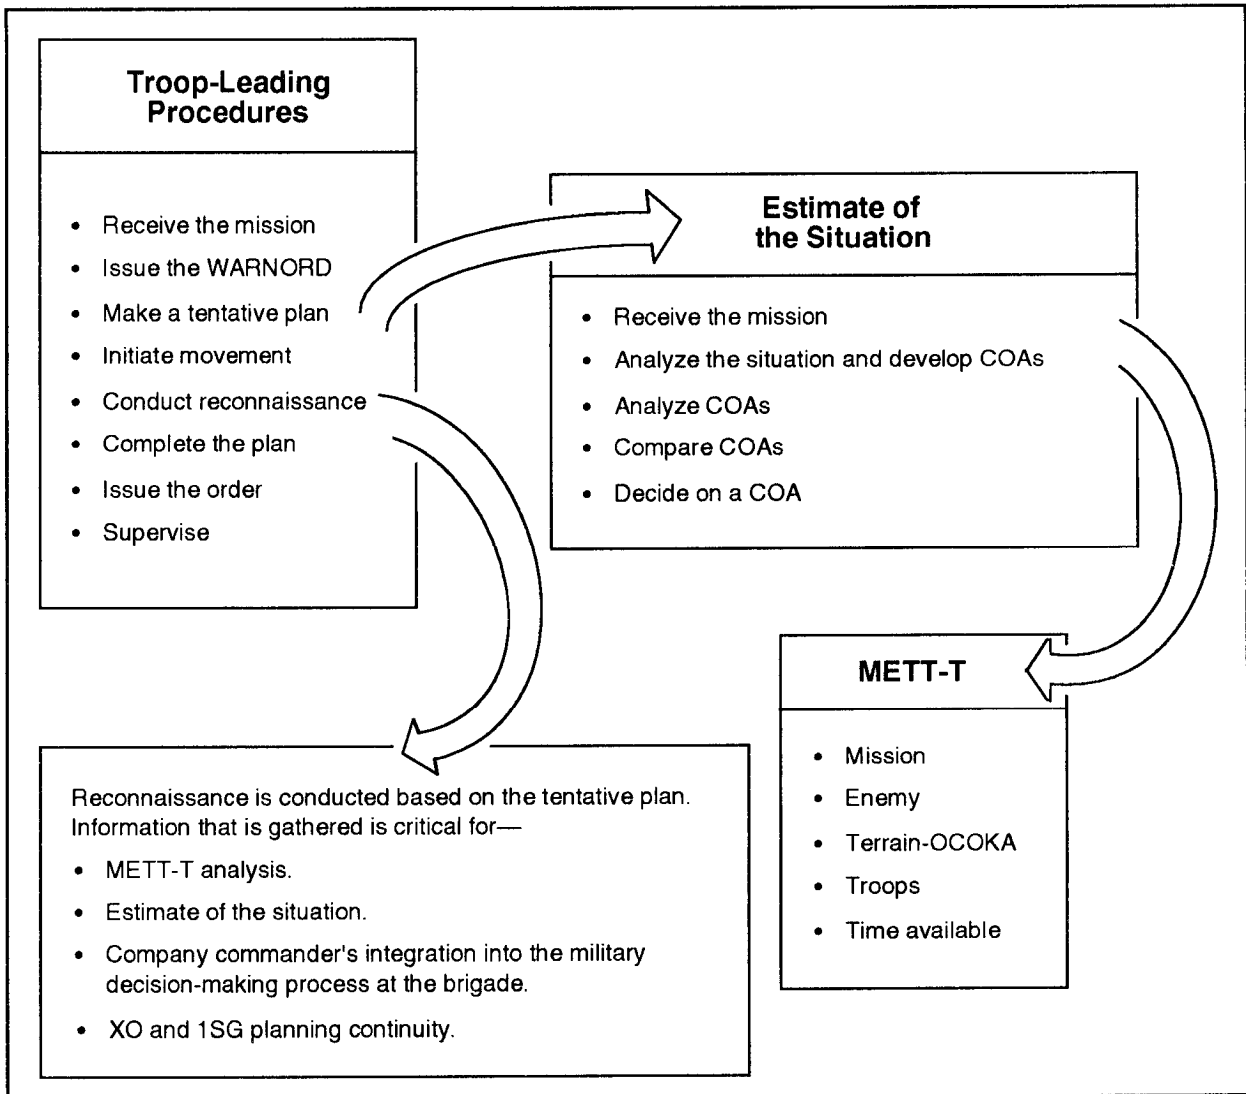 Troop-Leading
Procedures
• Receive the mission
• Issue the WARNORD
• Make a tentative plan
• Initiate movement
• Conduct reconnaissance
• Complete the plan
• Issue the order
• Supervise
Estimate of
the Situation
• Receive the mission
• Analyze the situation and develop COAs
• Analyze COAs
• Compare COAs
• Decide on a COA
METT-T
• Mission
• Enemy
• Terrain-OCOKA
• Troops
• Time available
Reconnaissance is conducted based on the tentative plan.
Information that is gathered is critical for—
• METT-T analysis.
• Estimate of the situation.
• Company commander's integration into the military
decision-making process at the brigade.
• XO and 1SG planning continuity.